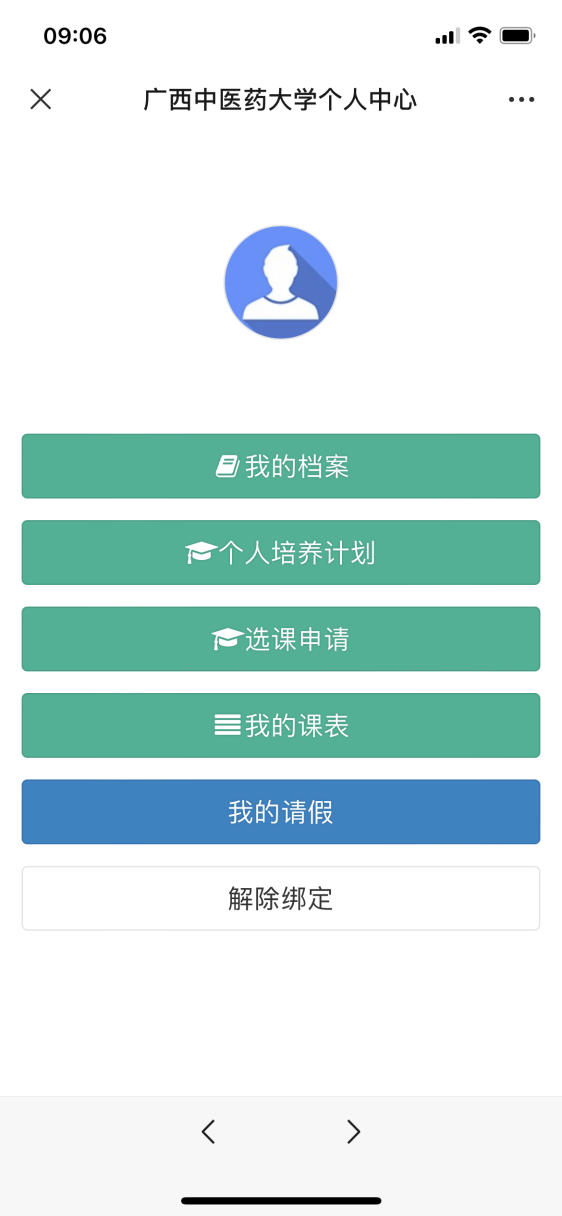 09:06
广西中医药大学个人中心
我的档案
个人培养计划
选课申请
我的课表
我的请假
解除绑定